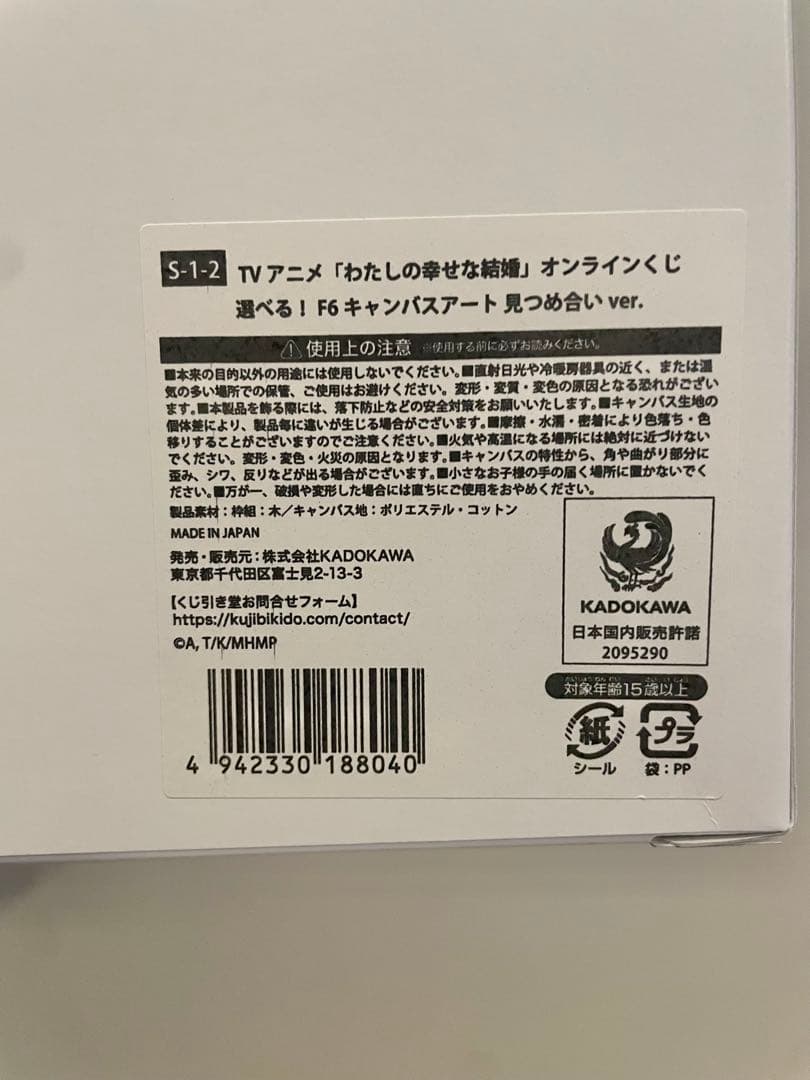 S-1-2
TV アニメ「わたしの幸せな結婚」オンラインくじ
選べる！ F6 キャンバスアート 見つめ合い ver.
使用上の注意 ※使用する前に必ずお読みください。
■本来の目的以外の用途には使用しないでください。■直射日光や冷暖房器具の近く、または湿
気の多い場所での保管、ご使用はお避けください。変形・変質・変色の原因となる恐れがござい
ます。■本製品を飾る際には、落下防止などの安全対策をお願いいたします。■キャンバス生地の
個体差により、製品毎に違いが生じる場合がございます。■摩擦・水濡・密着により色落ち・色
移りすることがございますのでご注意ください。■火気や高温になる場所には絶対に近づけない
でください。変形・変色・火災の原因となります。■キャンバスの特性から、角や曲がり部分に
歪み、シワ、反りなどが出る場合がございます。■小さなお子様の手の届く場所に置かないでく
ださい。■万が一、破損や変形した場合には直ちにご使用をおやめください。
製品素材：枠組：木／キャンバス地：ポリエステル・コットン
MADE IN JAPAN
発売・販売元：株式会社KADOKAWA
東京都千代田区富士見2-13-3
【くじ引き堂お問合せフォーム】
https://kujibikido.com/contact/
©A, T/K/MHMP
4 942330 188040
KADOKAWA
日本国内販売許諾
2095290
たいしょうねんれい さい いじょう
対象年齢15歳以上
紙
シール
プラ
袋：PP